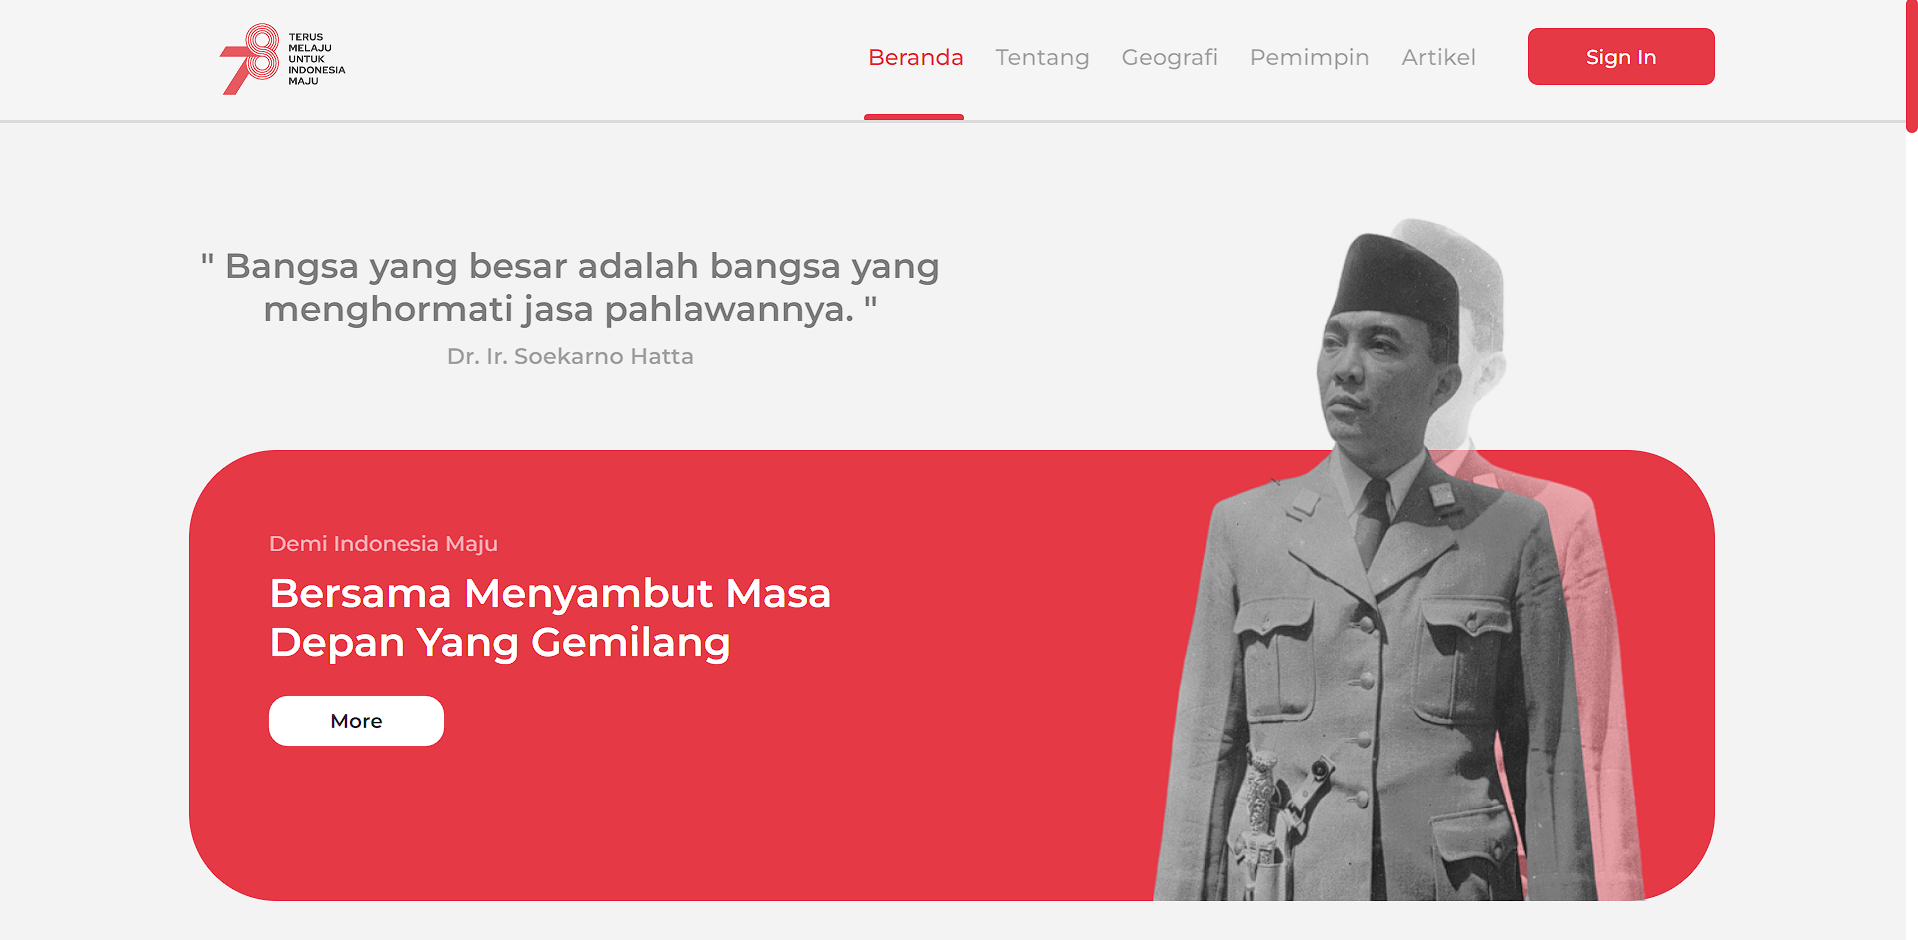 78
TERUS
MELAJU
UNTUK
INDONESIA
MAJU
Beranda
Tentang
Geografi
Pemimpin
Artikel
Sign In
" Bangsa yang besar adalah bangsa yang
menghormati jasa pahlawannya. "
Dr. Ir. Soekarno Hatta
Demi Indonesia Maju
Bersama Menyambut Masa
Depan Yang Gemilang
More